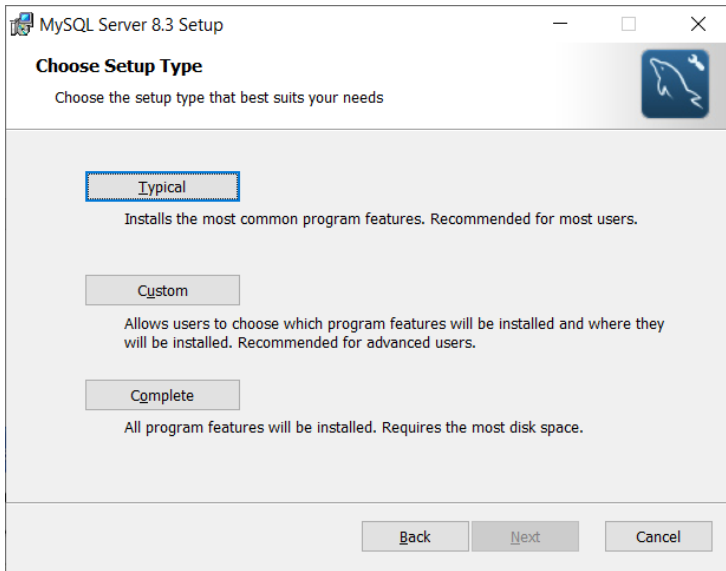 MySQL Server 8.3 Setup
Choose Setup Type
Choose the setup type that best suits your needs
Typical
Installs the most common program features. Recommended for most users.
Custom
Allows users to choose which program features will be installed and where they
will be installed. Recommended for advanced users.
Complete
All program features will be installed. Requires the most disk space.
Back Next Cancel